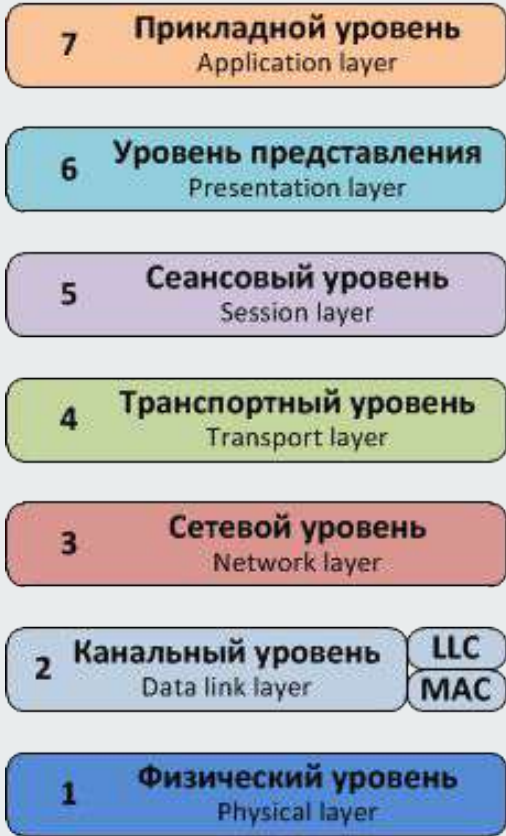 7 Прикладной уровень
Application layer
6 Уровень представления
Presentation layer
5 Сеансовый уровень
Session layer
4 Транспортный уровень
Transport layer
3 Сетевой уровень
Network layer
2 Канальный уровень LLC
Data link layer MAC
1 Физический уровень
Physical layer